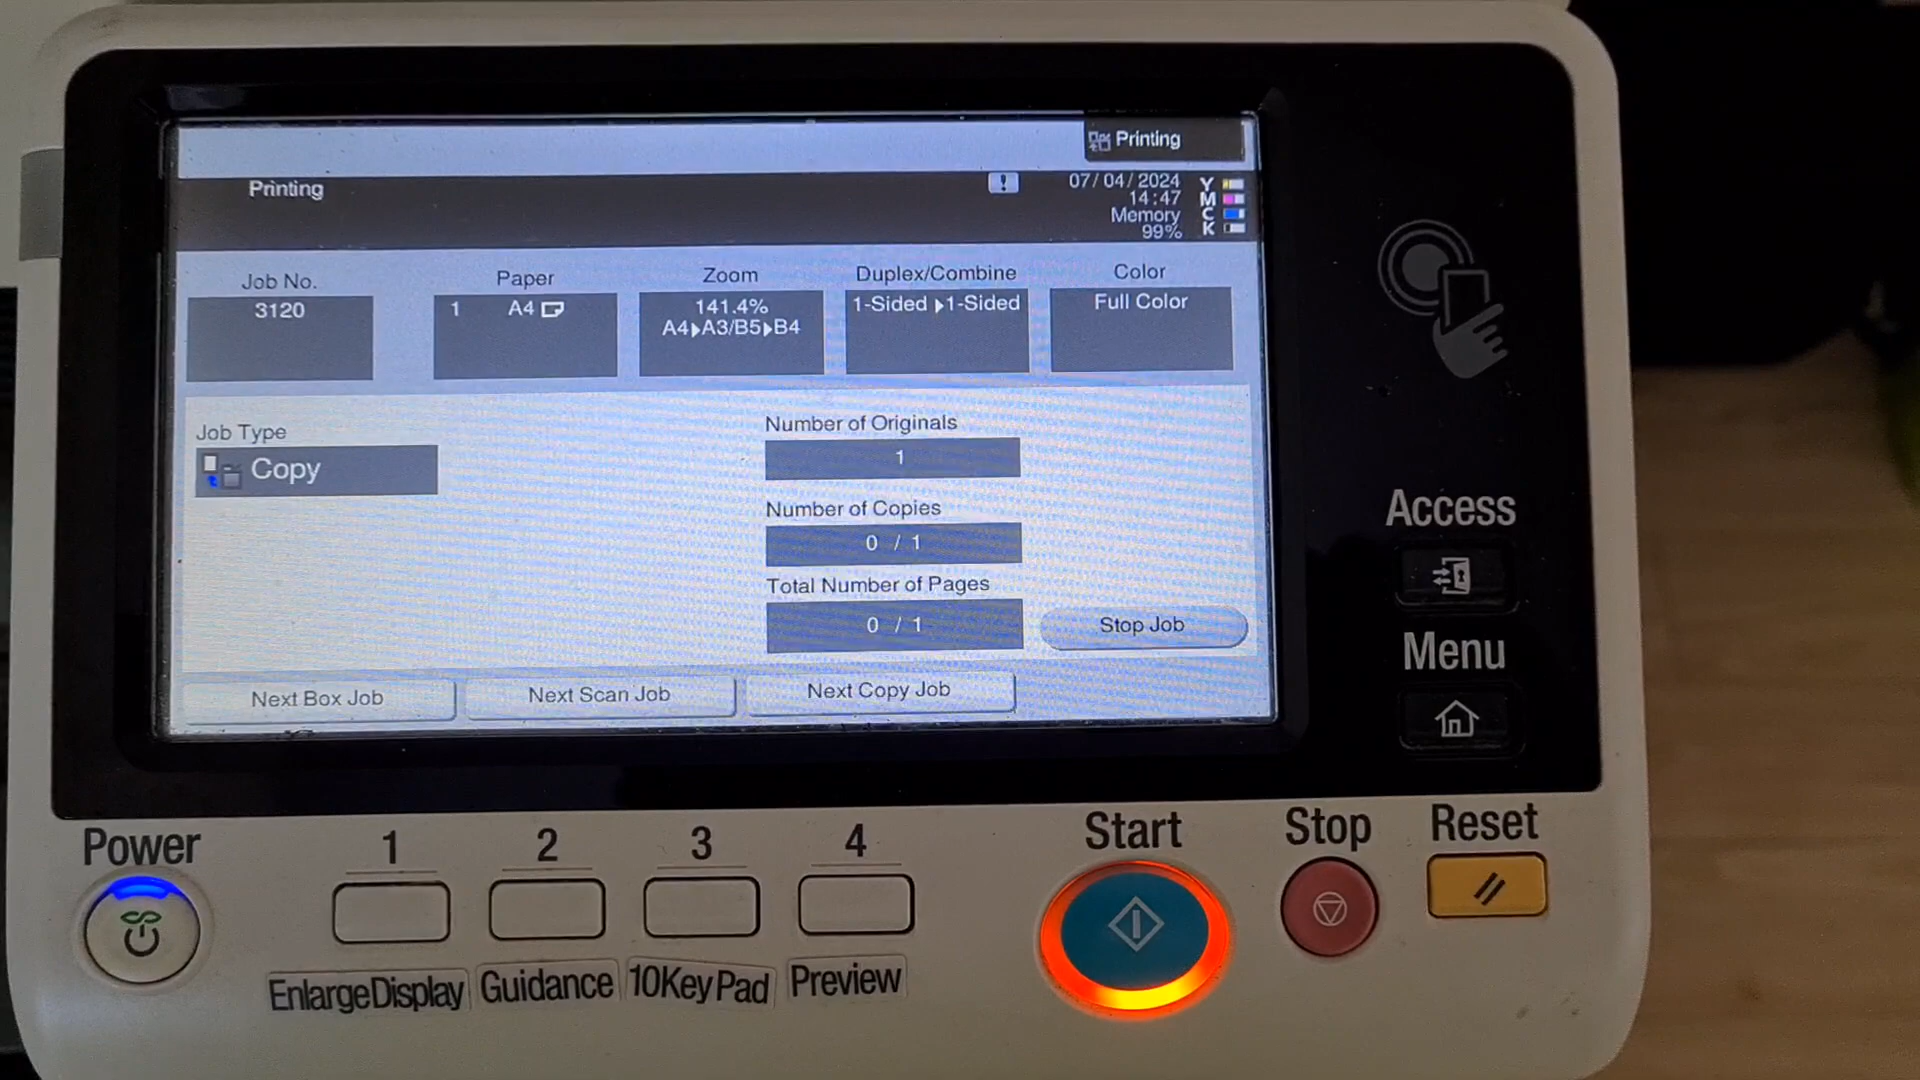 Printing
Printing
!
07/04/2024
14:47
Memory
99%
Y
M
C
K
Job No.
Paper
Zoom
Duplex/Combine
Color
3120
1 A4
141.4%
A4▶A3/B5▶B4
1-Sided ▶1-Sided
Full Color
Job Type
Copy
Number of Originals
1
Number of Copies
0 / 1
Total Number of Pages
0 / 1
Stop Job
Next Box Job
Next Scan Job
Next Copy Job
Access
Menu
Power
1
2
3
4
Start
Stop
Reset
Enlarge Display
Guidance
10KeyPad
Preview